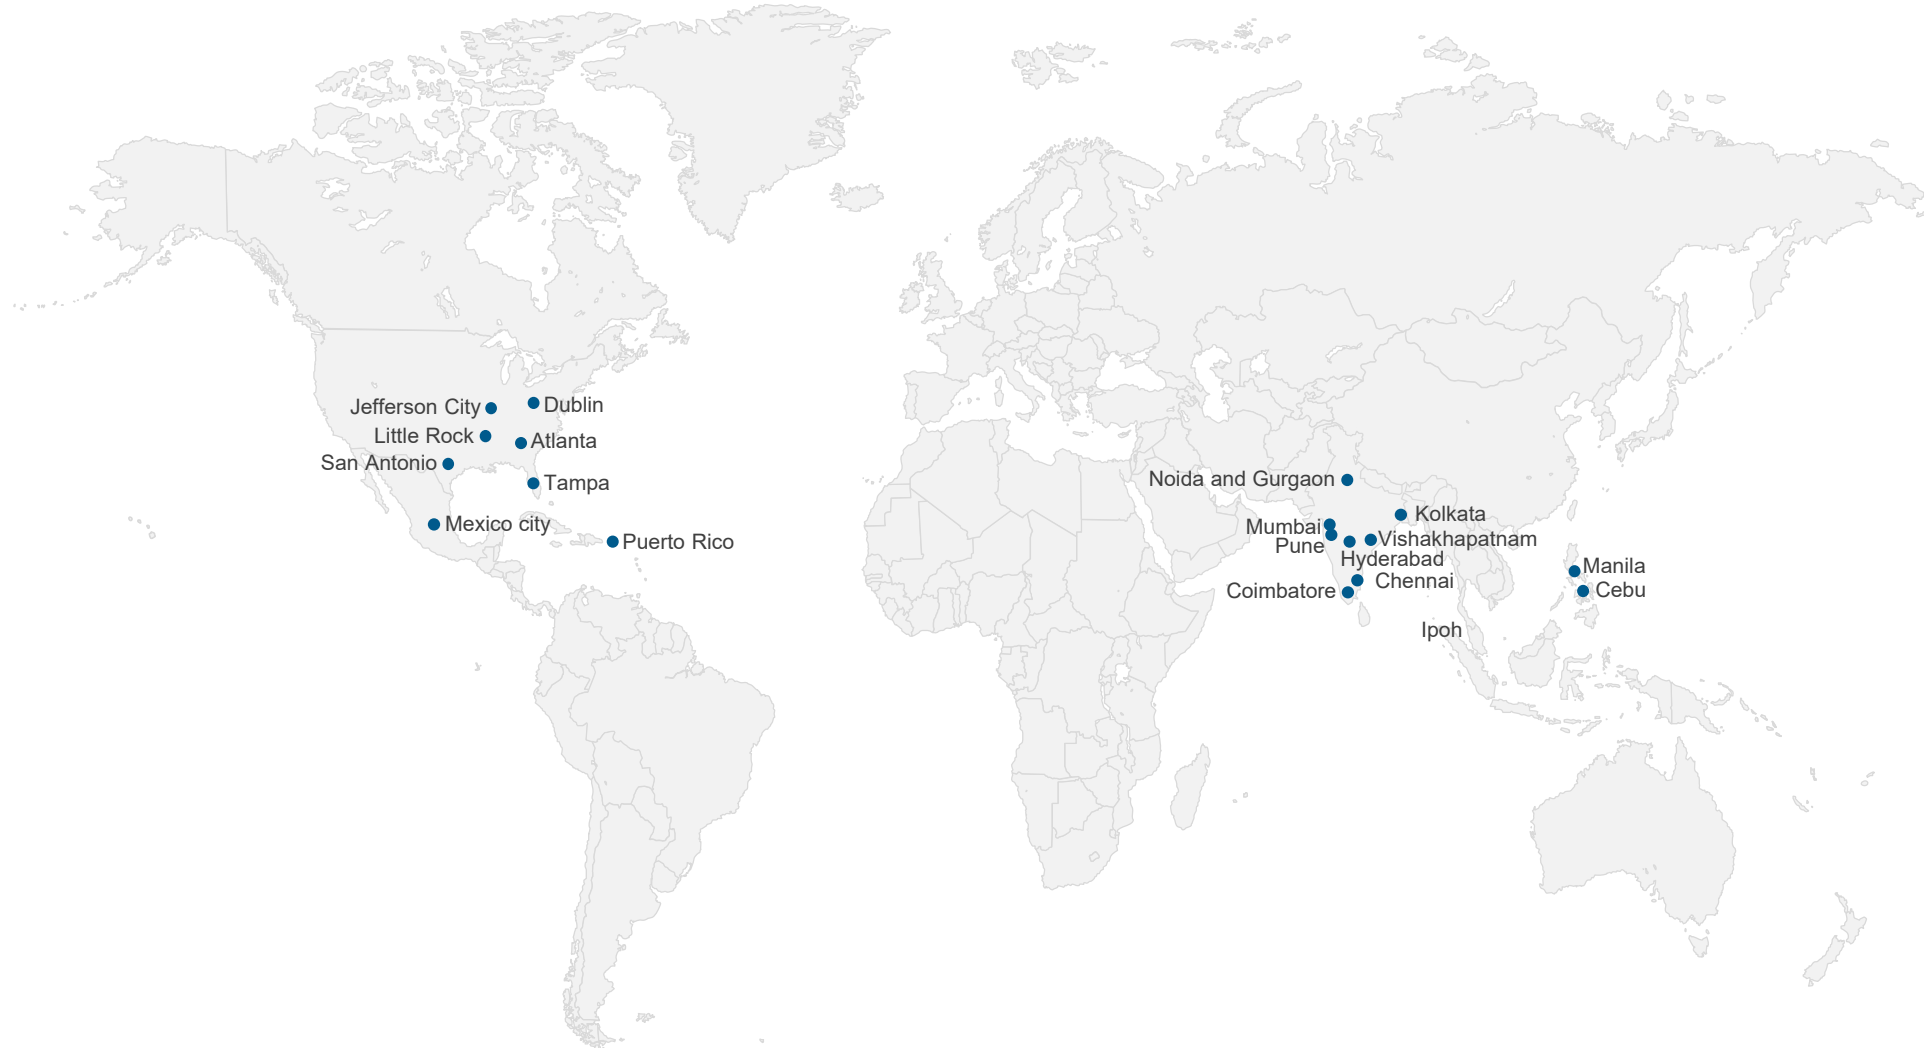 Jefferson City
Dublin
Little Rock
Atlanta
San Antonio
Tampa
Mexico city
Puerto Rico
Noida and Gurgaon
Kolkata
Mumbai
Vishakhapatnam
Pune
Hyderabad
Chennai
Coimbatore
Manila
Cebu
Ipoh